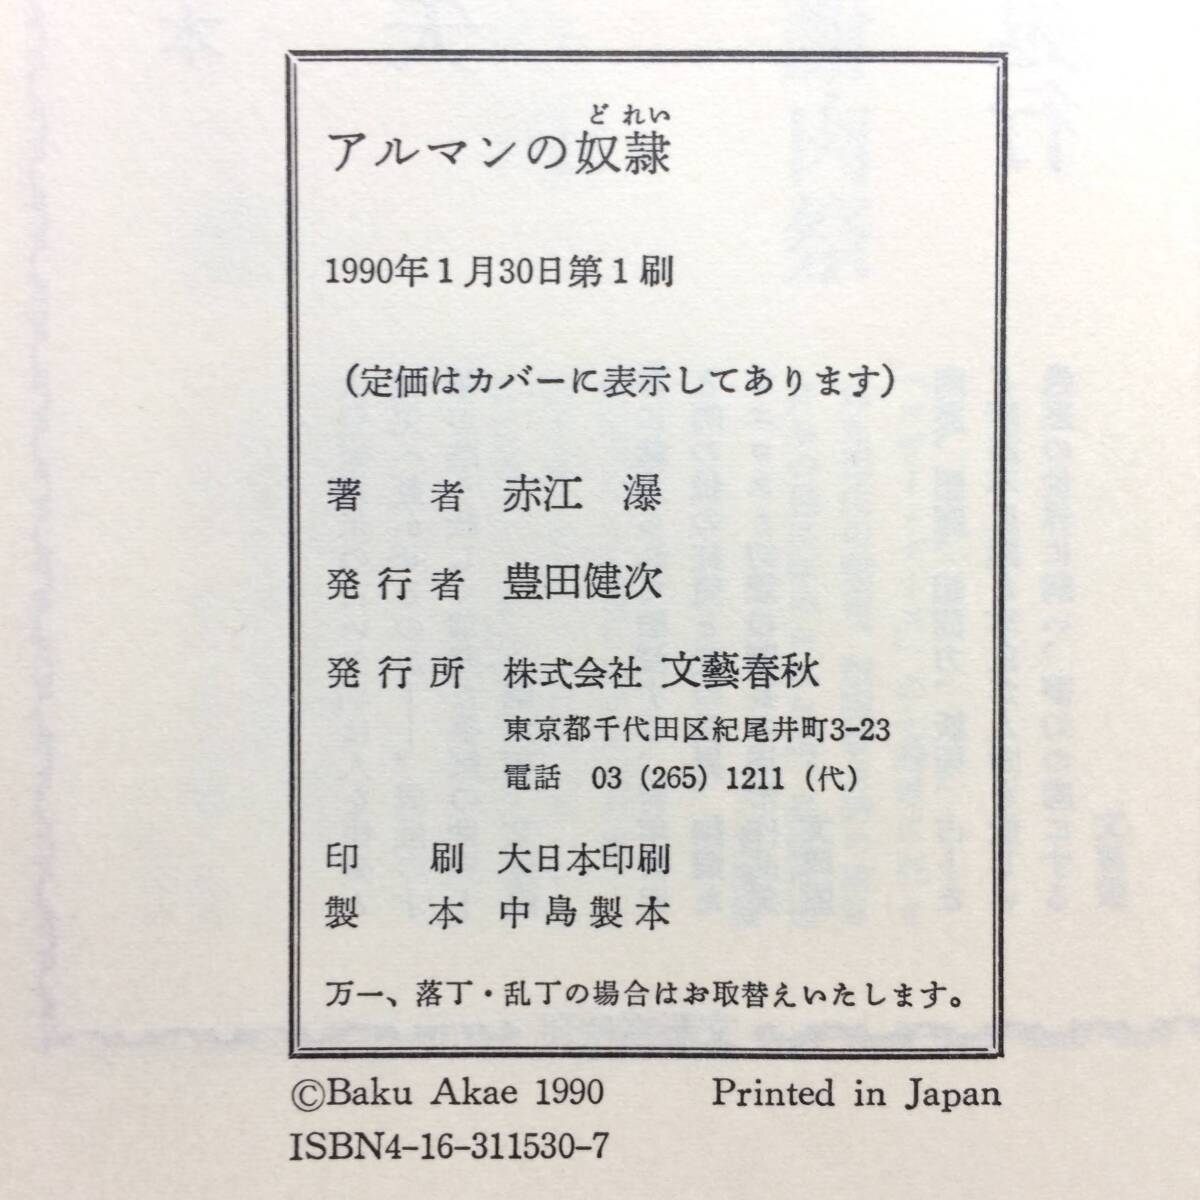 どれい
アルマンの奴隷
1990年1月30日第1刷
（定価はカバーに表示してあります）
著者 赤江 瀑
発行者 豊田健次
発行所 株式会社 文藝春秋
東京都千代田区紀尾井町3-23
電話 03 (265) 1211 (代)
印刷 大日本印刷
製本 中島製本
万一、落丁・乱丁の場合はお取替えいたします。
©Baku Akae 1990 Printed in Japan
ISBN4-16-311530-7